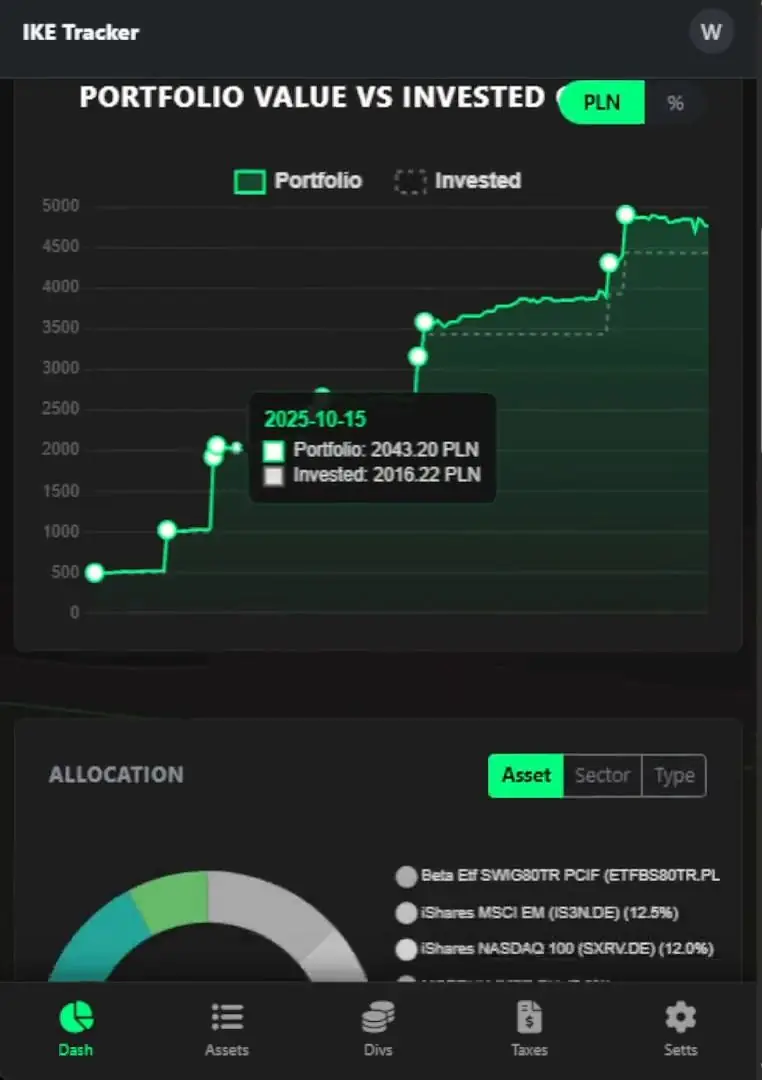 IKE Tracker
W
PORTFOLIO VALUE VS INVESTED
PLN
%
Portfolio
Invested
5000
4500
4000
3500
3000
2500
2000
1500
1000
500
0
2025-10-15
Portfolio: 2043.20 PLN
Invested: 2016.22 PLN
ALLOCATION
Asset
Sector
Type
Beta Etf SWIG80TR PCIF (ETFBS80TR.PL
iShares MSCI EM (IS3N.DE) (12.5%)
iShares NASDAQ 100 (SXRV.DE) (12.0%)
Dash
Assets
Divs
Taxes
Setts